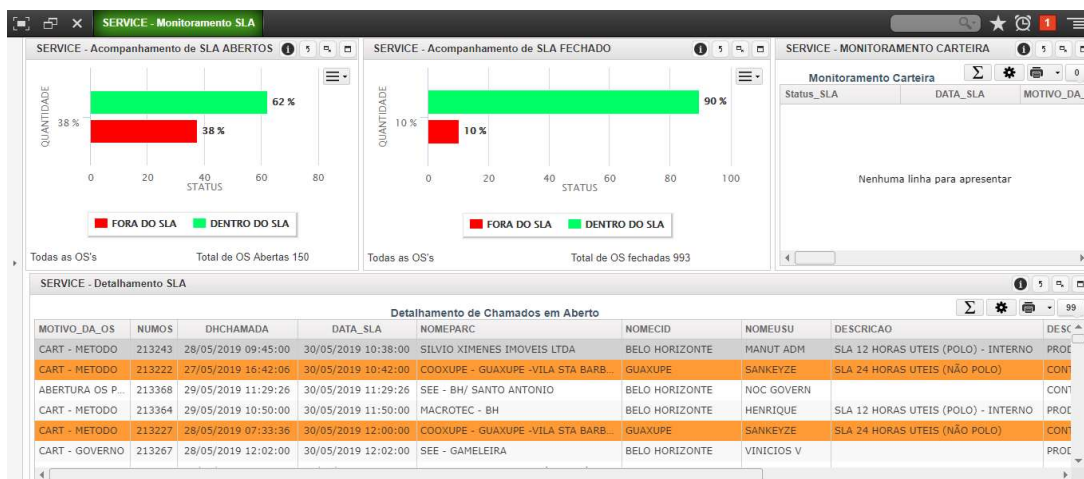 SERVICE - Monitoramento SLA
1
SERVICE - Acompanhamento de SLA ABERTOS
QUANTIDADE
38 %
62 %
38 %
0 20 40 60 80
STATUS
FORA DO SLA DENTRO DO SLA
Todas as OS's Total de OS Abertas 150
SERVICE - Acompanhamento de SLA FECHADO
QUANTIDADE
10 %
90 %
10 %
0 20 40 60 80 100
STATUS
FORA DO SLA DENTRO DO SLA
Todas as OS's Total de OS fechadas 993
SERVICE - MONITORAMENTO CARTEIRA
Monitoramento Carteira Σ 0
Status_SLA DATA_SLA MOTIVO_DA_
Nenhuma linha para apresentar
SERVICE - Detalhamento SLA
Detalhamento de Chamados em Aberto Σ 99
MOTIVO_DA_OS NUMOS DHCHAMADA DATA_SLA NOMEPARC NOMECID NOMEUSU DESCRICAO DESC
CART - METODO 213243 28/05/2019 09:45:00 30/05/2019 10:38:00 SILVIO XIMENES IMOVEIS LTDA BELO HORIZONTE MANUT ADM SLA 12 HORAS UTEIS (POLO) - INTERNO PROD
CART - METODO 213222 27/05/2019 16:42:06 30/05/2019 10:42:00 COOXUPE - GUAXUPE -VILA STA BARB... GUAXUPE SANKEYZE SLA 24 HORAS UTEIS (NÃO POLO) CONT
ABERTURA OS P... 213368 29/05/2019 11:29:26 30/05/2019 11:29:26 SEE - BH/ SANTO ANTONIO BELO HORIZONTE NOC GOVERN CONT
CART - METODO 213364 29/05/2019 10:50:00 30/05/2019 11:50:00 MACROTEC - BH BELO HORIZONTE HENRIQUE SLA 12 HORAS UTEIS (POLO) - INTERNO PROD
CART - METODO 213227 28/05/2019 07:33:36 30/05/2019 12:00:00 COOXUPE - GUAXUPE -VILA STA BARB... GUAXUPE SANKEYZE SLA 24 HORAS UTEIS (NÃO POLO) CONT
CART - GOVERNO 213267 28/05/2019 12:02:00 30/05/2019 12:02:00 SEE - GAMELEIRA BELO HORIZONTE VINICIOS V PROD